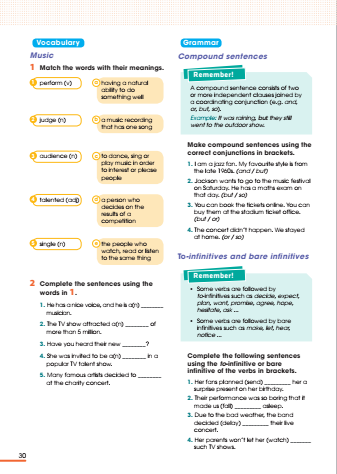 Vocabulary
Music
1 Match the words with their meanings.
1 perform (v)
a having a natural
ability to do
something well
2 judge (n)
b a music recording
that has one song
3 audience (n)
c to dance, sing or
play music in order
to interest or please
people
4 talented (adj)
d a person who
decides on the
results of a
competition
5 single (n)
e the people who
watch, read or listen
to the same thing
2 Complete the sentences using the
words in 1.
1. He has a nice voice, and he is a(n) _______
musician.
2. The TV show attracted a(n) _______ of
more than 5 million.
3. Have you heard their new _______?
4. She was invited to be a(n) _______ in a
popular TV talent show.
5. Many famous artists decided to _______
at the charity concert.
30
Grammar
Compound sentences
Remember!
A compound sentence consists of two
or more independent clauses joined by
a coordinating conjunction (e.g. and,
or, but, so).
Example: It was raining, but they still
went to the outdoor show.
Make compound sentences using the
correct conjunctions in brackets.
1. I am a jazz fan. My favourite style is from
the late 1960s. (and / but)
2. Jackson wants to go to the music festival
on Saturday. He has a maths exam on
that day. (but / so)
3. You can book the tickets online. You can
buy them at the stadium ticket office.
(but / or)
4. The concert didn't happen. We stayed
at home. (or / so)
To-infinitives and bare infinitives
Remember!
• Some verbs are followed by
to-infinitives such as decide, expect,
plan, want, promise, agree, hope,
hesitate, ask ...
• Some verbs are followed by bare
infinitives such as make, let, hear,
notice ...
Complete the following sentences
using the to-infinitive or bare
infinitive of the verbs in brackets.
1. Her fans planned (send) _______ her a
surprise present on her birthday.
2. Their performance was so boring that it
made us (fall) _______ asleep.
3. Due to the bad weather, the band
decided (delay) _______ their live
concert.
4. Her parents won't let her (watch) _______
such TV shows.